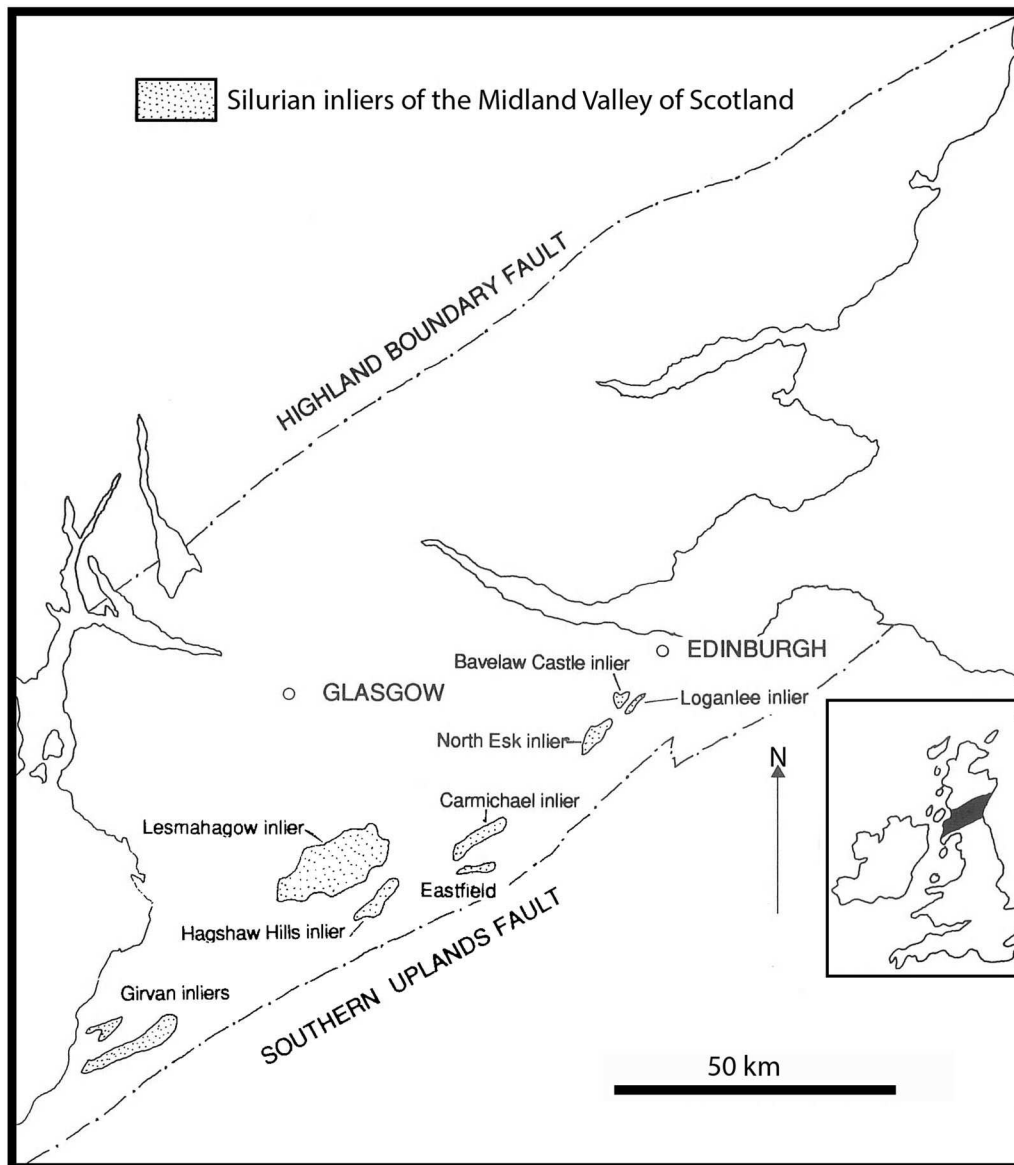 Silurian inliers of the Midland Valley of Scotland
HIGHLAND BOUNDARY FAULT
EDINBURGH
Bavelaw Castle inlier
GLASGOW
Loganlee inlier
North Esk inlier
N
Carmichael inlier
Lesmahagow inlier
Eastfield
Hagshaw Hills inlier
SOUTHERN UPLANDS FAULT
Girvan inliers
50 km